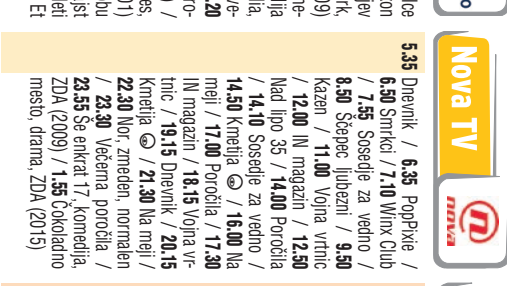 Nova TV
nova
5.35 Dnevnik / 6.35 PopPixie /
6.50 Smrkci / 7.10 Winx Club
/ 7.55 Sosedje za vedno /
8.50 Ščepec ljubezni / 9.50
Kazen / 11.00 Vojna vrtnic
/ 12.00 IN magazin / 12.50
Nad lipo 35 / 14.00 Poročila
/ 14.10 Sosedje za vedno /
14.50 Kmetija / 16.00 Na
meji / 17.00 Poročila / 17.30
IN magazin / 18.15 Vojna vr-
tnic / 19.15 Dnevnik / 20.15
Kmetija / 21.30 Na meji /
22.30 Nor, zmeden, normalen
/ 23.30 Večerna poročila /
23.55 Še enkrat 17, komedija,
ZDA (2009) / 1.55 Čokoladno
mesto, drama, ZDA (2015)